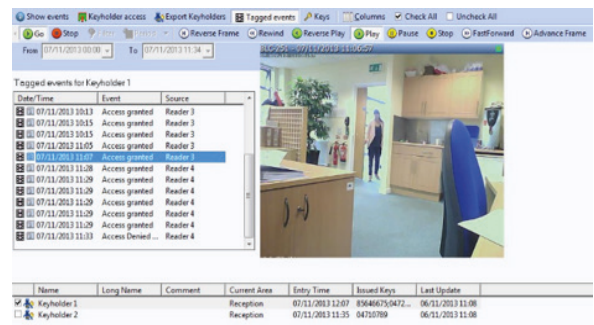 Show events Keyholder access Export Keyholders Tagged events Keys Columns Check All Uncheck All
Go Stop Reverse Frame Rewind Reverse Play Play Pause Stop FastForward Advance Frame
From 07/11/2013 00:00 To 07/11/2013 11:34
07/11/2013 11:06:57
Tagged events for Keyholder 1
Date/Time Event Source
07/11/2013 10:13 Access granted Reader 3
07/11/2013 10:15 Access granted Reader 3
07/11/2013 10:15 Access granted Reader 3
07/11/2013 11:05 Access granted Reader 3
07/11/2013 11:07 Access granted Reader 3
07/11/2013 11:28 Access granted Reader 4
07/11/2013 11:29 Access granted Reader 4
07/11/2013 11:29 Access granted Reader 4
07/11/2013 11:29 Access granted Reader 4
07/11/2013 11:29 Access granted Reader 4
07/11/2013 11:33 Access Denied ... Reader 4
Name Long Name Comment Current Area Entry Time Issued Keys Last Update
Keyholder 1 Reception 07/11/2013 12:07 85646675;0472... 06/11/2013 11:08
Keyholder 2 Reception 07/11/2013 11:35 04710789 06/11/2013 11:08